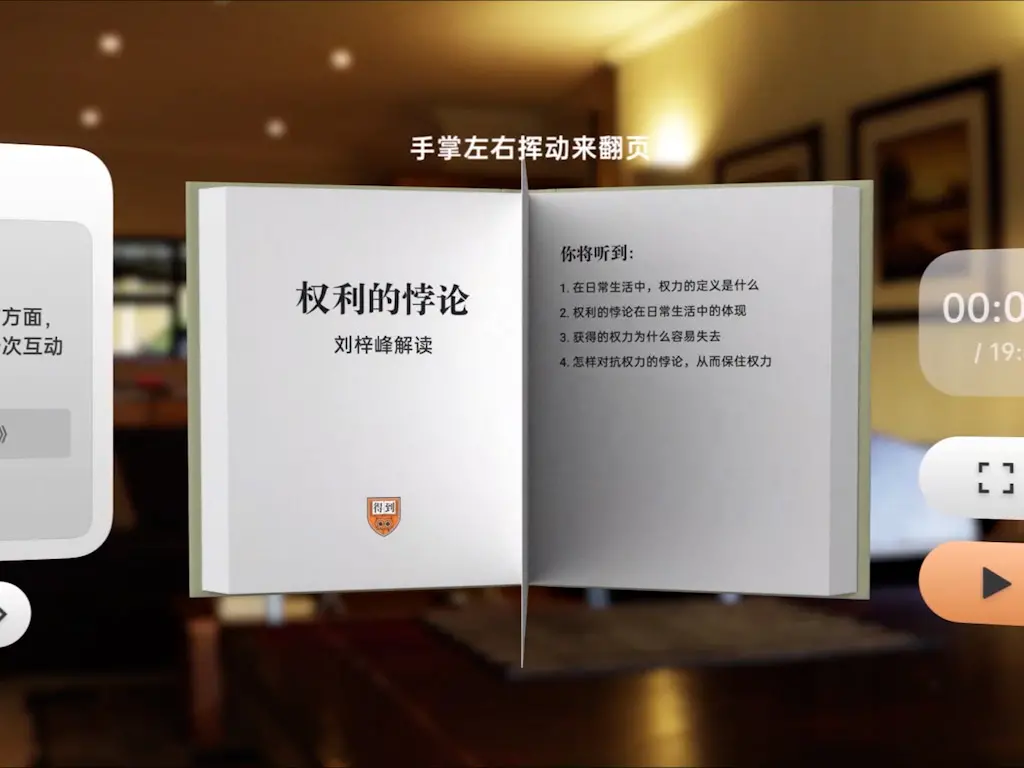 手掌左右挥动来翻页
方面，
次互动
》
权利的悖论
刘梓峰解读
得到
你将听到：
1. 在日常生活中，权力的定义是什么
2. 权利的悖论在日常生活中的体现
3. 获得的权力为什么容易失去
4. 怎样对抗权力的悖论，从而保住权力
00:0
/ 19: